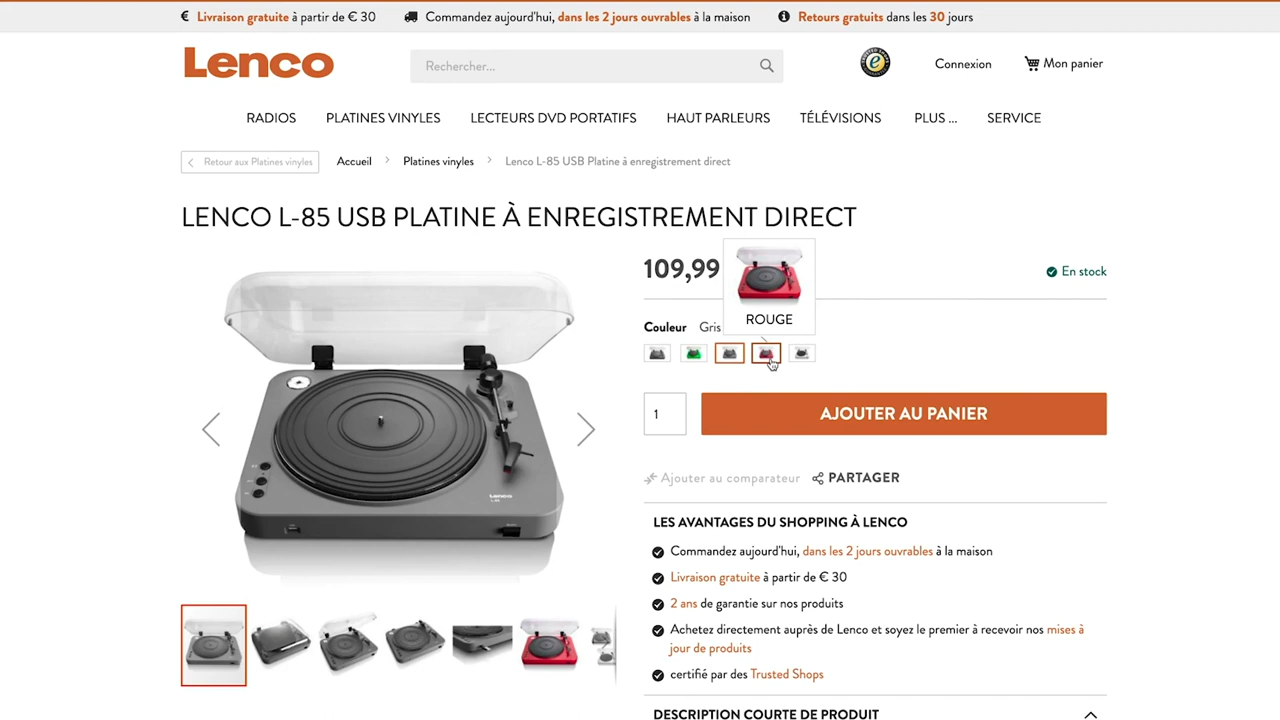 € Livraison gratuite à partir de € 30
Commandez aujourd'hui, dans les 2 jours ouvrables à la maison
Retours gratuits dans les 30 jours
Lenco
Rechercher...
Connexion
Mon panier
RADIOS
PLATINES VINYLES
LECTEURS DVD PORTATIFS
HAUT PARLEURS
TÉLÉVISIONS
PLUS ...
SERVICE
Retour aux Platines vinyles
Accueil
Platines vinyles
Lenco L-85 USB Platine à enregistrement direct
LENCO L-85 USB PLATINE À ENREGISTREMENT DIRECT
109,99
ROUGE
En stock
Couleur Gris
1
AJOUTER AU PANIER
Ajouter au comparateur
PARTAGER
Lenco
LES AVANTAGES DU SHOPPING À LENCO
Commandez aujourd'hui, dans les 2 jours ouvrables à la maison
Livraison gratuite à partir de € 30
2 ans de garantie sur nos produits
Achetez directement auprès de Lenco et soyez le premier à recevoir nos mises à
jour de produits
certifié par des Trusted Shops
DESCRIPTION COURTE DE PRODUIT